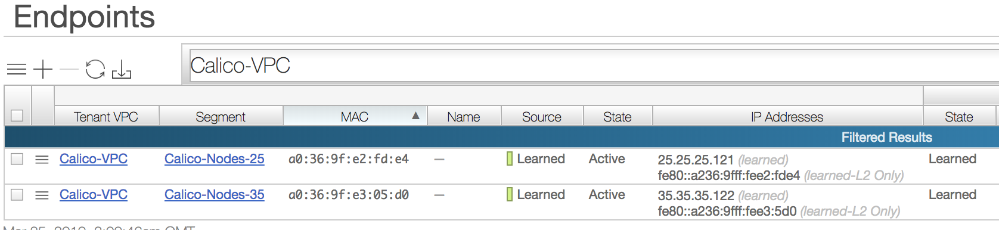 Endpoints
Calico-VPC
Tenant VPC Segment MAC ▲ Name Source State IP Addresses State
Filtered Results
Calico-VPC Calico-Nodes-25 a0:36:9f:e2:fd:e4 — Learned Active 25.25.25.121 (learned) Learned
fe80::a236:9fff:fee2:fde4 (learned-L2 Only)
Calico-VPC Calico-Nodes-35 a0:36:9f:e3:05:d0 — Learned Active 35.35.35.122 (learned) Learned
fe80::a236:9fff:fee3:5d0 (learned-L2 Only)